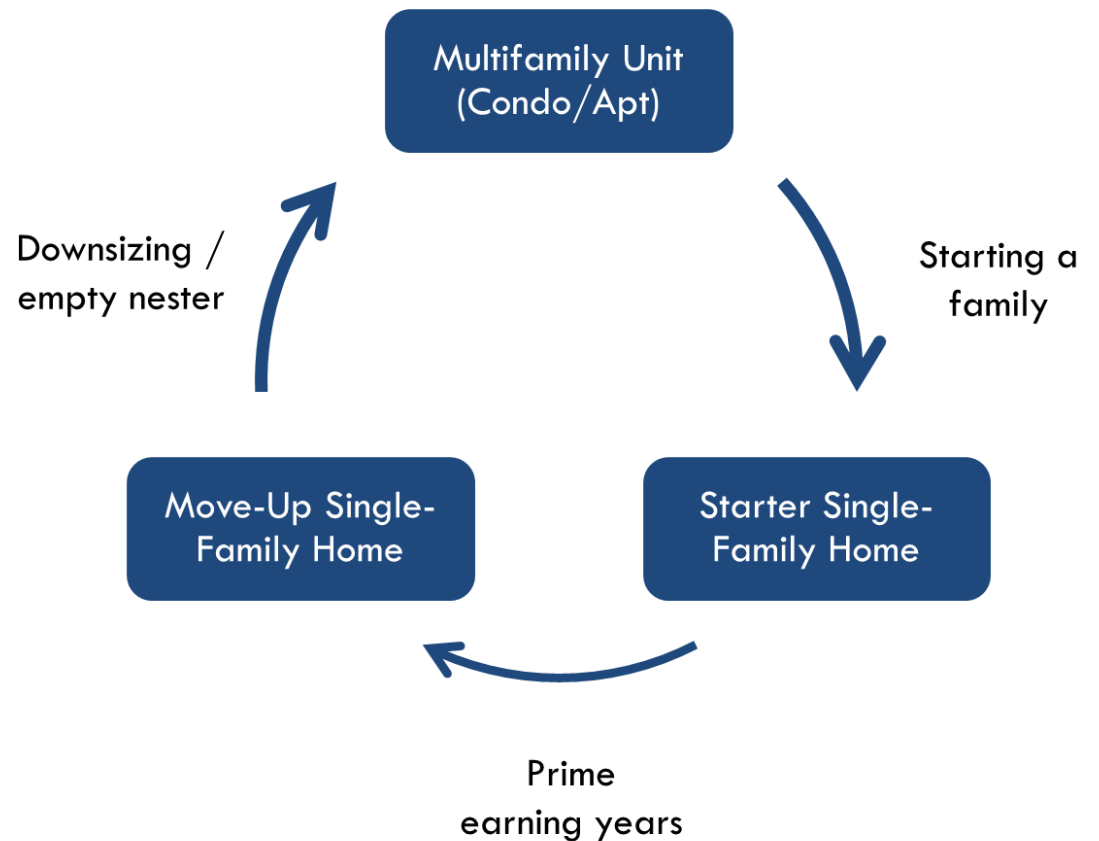 Multifamily Unit
(Condo/Apt)
Downsizing /
empty nester
Starting a
family
Move-Up Single-
Family Home
Starter Single-
Family Home
Prime
earning years